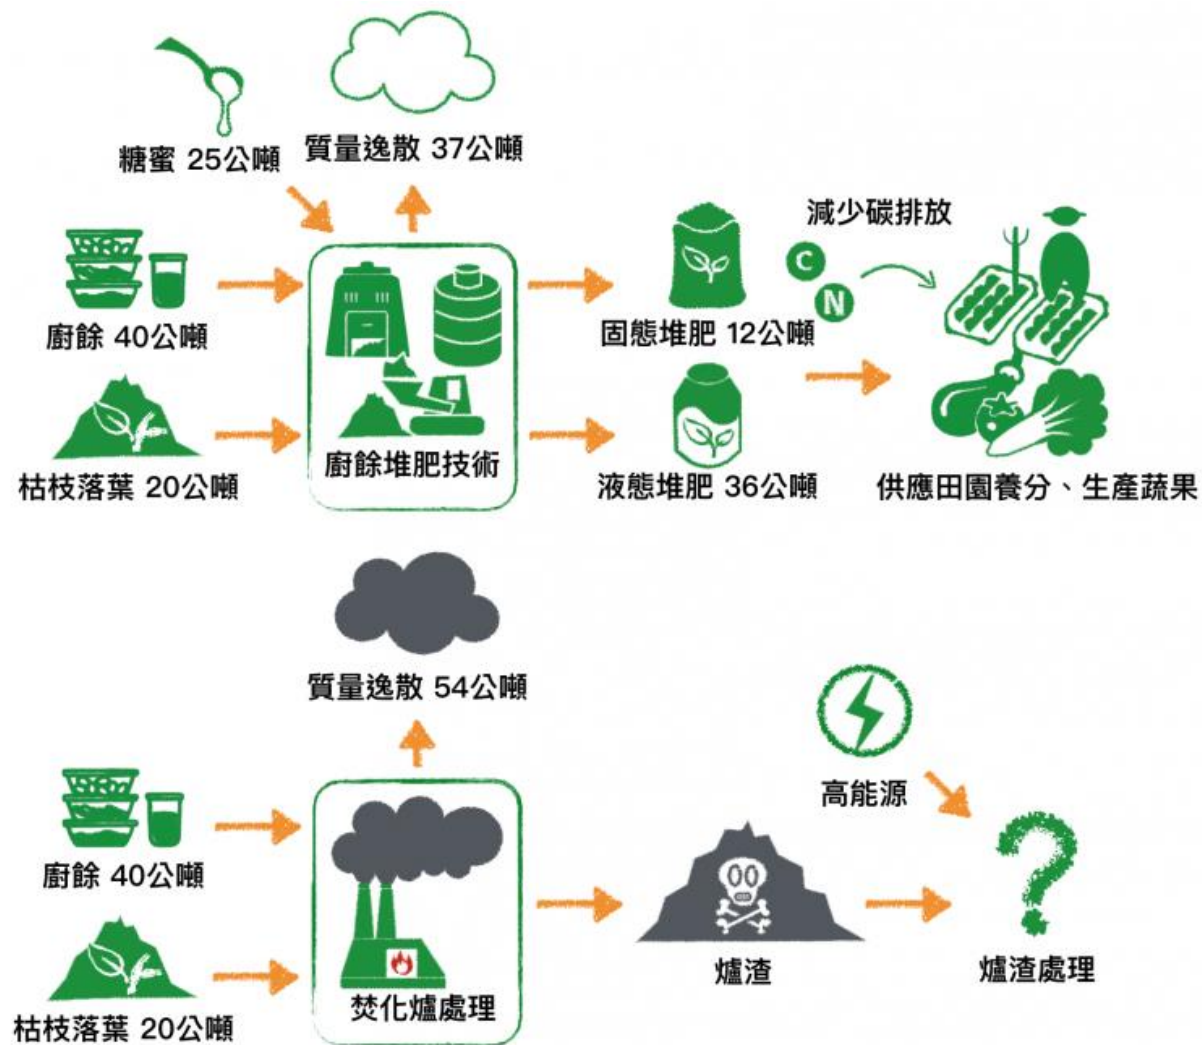 糖蜜 25公噸
質量逸散 37公噸
廚餘 40公噸
枯枝落葉 20公噸
廚餘堆肥技術
固態堆肥 12公噸
液態堆肥 36公噸
減少碳排放
C
N
供應田園養分、生產蔬果
質量逸散 54公噸
廚餘 40公噸
枯枝落葉 20公噸
焚化爐處理
爐渣
高能源
爐渣處理